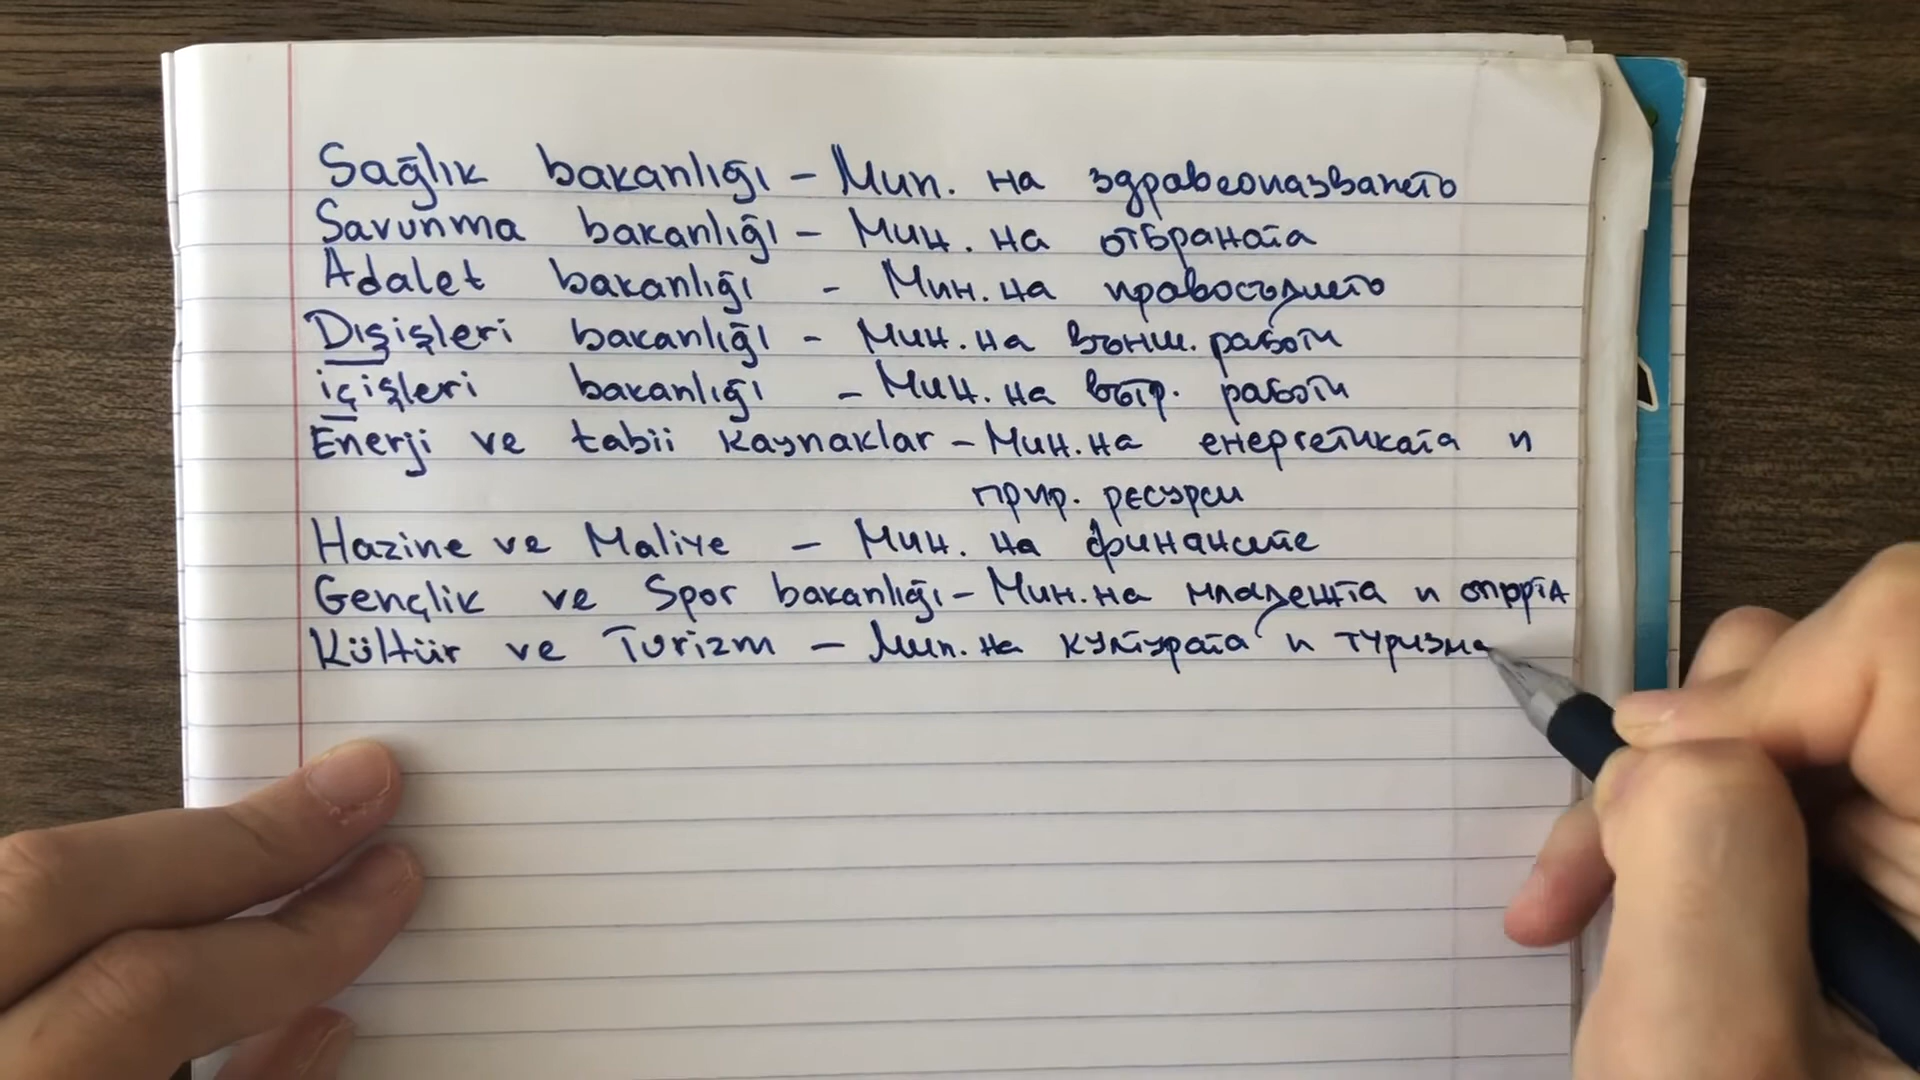 Sağlık bakanlığı - Мин. на здравеопазването
Savunma bakanlığı - Мин. на отбраната
Adalet bakanlığı - Мин. на правосъдието
Dışişleri bakanlığı - Мин. на външ. работи
içişleri bakanlığı - Мин. на вътр. работи
Enerji ve tabii kaynaklar - Мин. на енергетиката и
прир. ресурси
Hazine ve Maliye - Мин. на финансите
Gençlik ve Spor bakanlığı - Мин. на младежта и спорта
Kültür ve Turizm - Мин. на културата и туризма